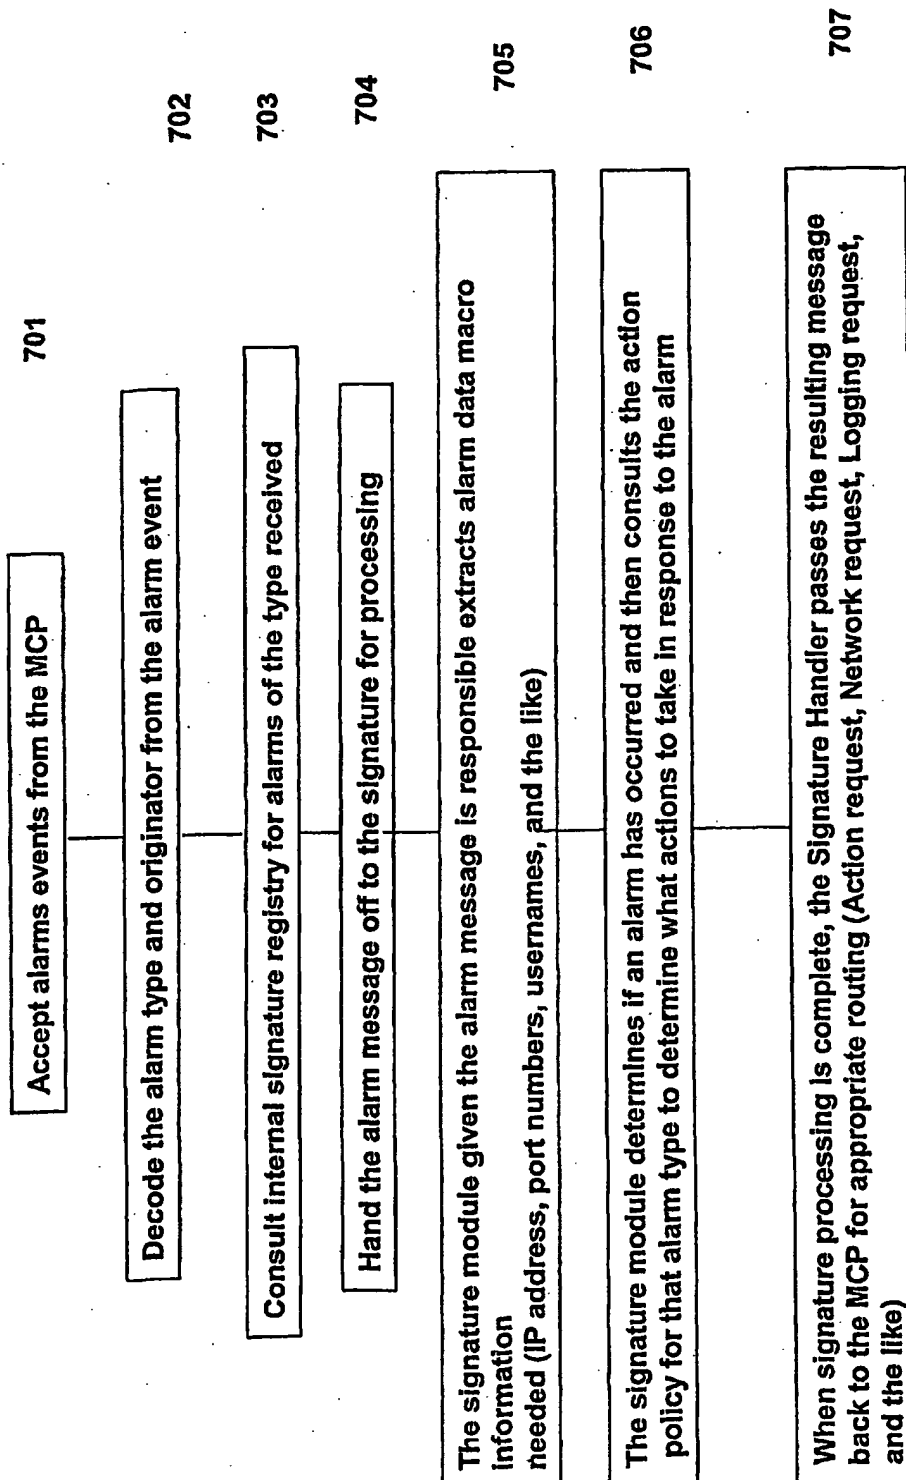 701
Accept alarms events from the MCP
702
Decode the alarm type and originator from the alarm event
703
Consult internal signature registry for alarms of the type received
704
Hand the alarm message off to the signature for processing
705
The signature module given the alarm message is responsible extracts alarm data macro
information
needed (IP address, port numbers, usernames, and the like)
706
The signature module determines if an alarm has occurred and then consults the action
policy for that alarm type to determine what actions to take in response to the alarm
707
When signature processing is complete, the Signature Handler passes the resulting message
back to the MCP for appropriate routing (Action request, Network request, Logging request,
and the like)